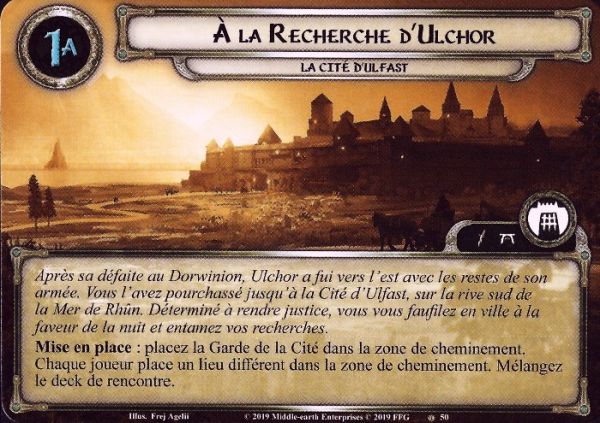 1A
À LA RECHERCHE D'ULCHOR
LA CITÉ D'ULFAST
Après sa défaite au Dorwinion, Ulchor a fui vers l'est avec les restes de son
armée. Vous l'avez pourchassé jusqu'à la Cité d'Ulfast, sur la rive sud de
la Mer de Rhûn. Déterminé à rendre justice, vous vous faufilez en ville à la
faveur de la nuit et entamez vos recherches.
Mise en place : placez la Garde de la Cité dans la zone de cheminement.
Chaque joueur place un lieu différent dans la zone de cheminement. Mélangez
le deck de rencontre.
Illus. Frej Agelii © 2019 Middle-earth Enterprises © 2019 FFG 50